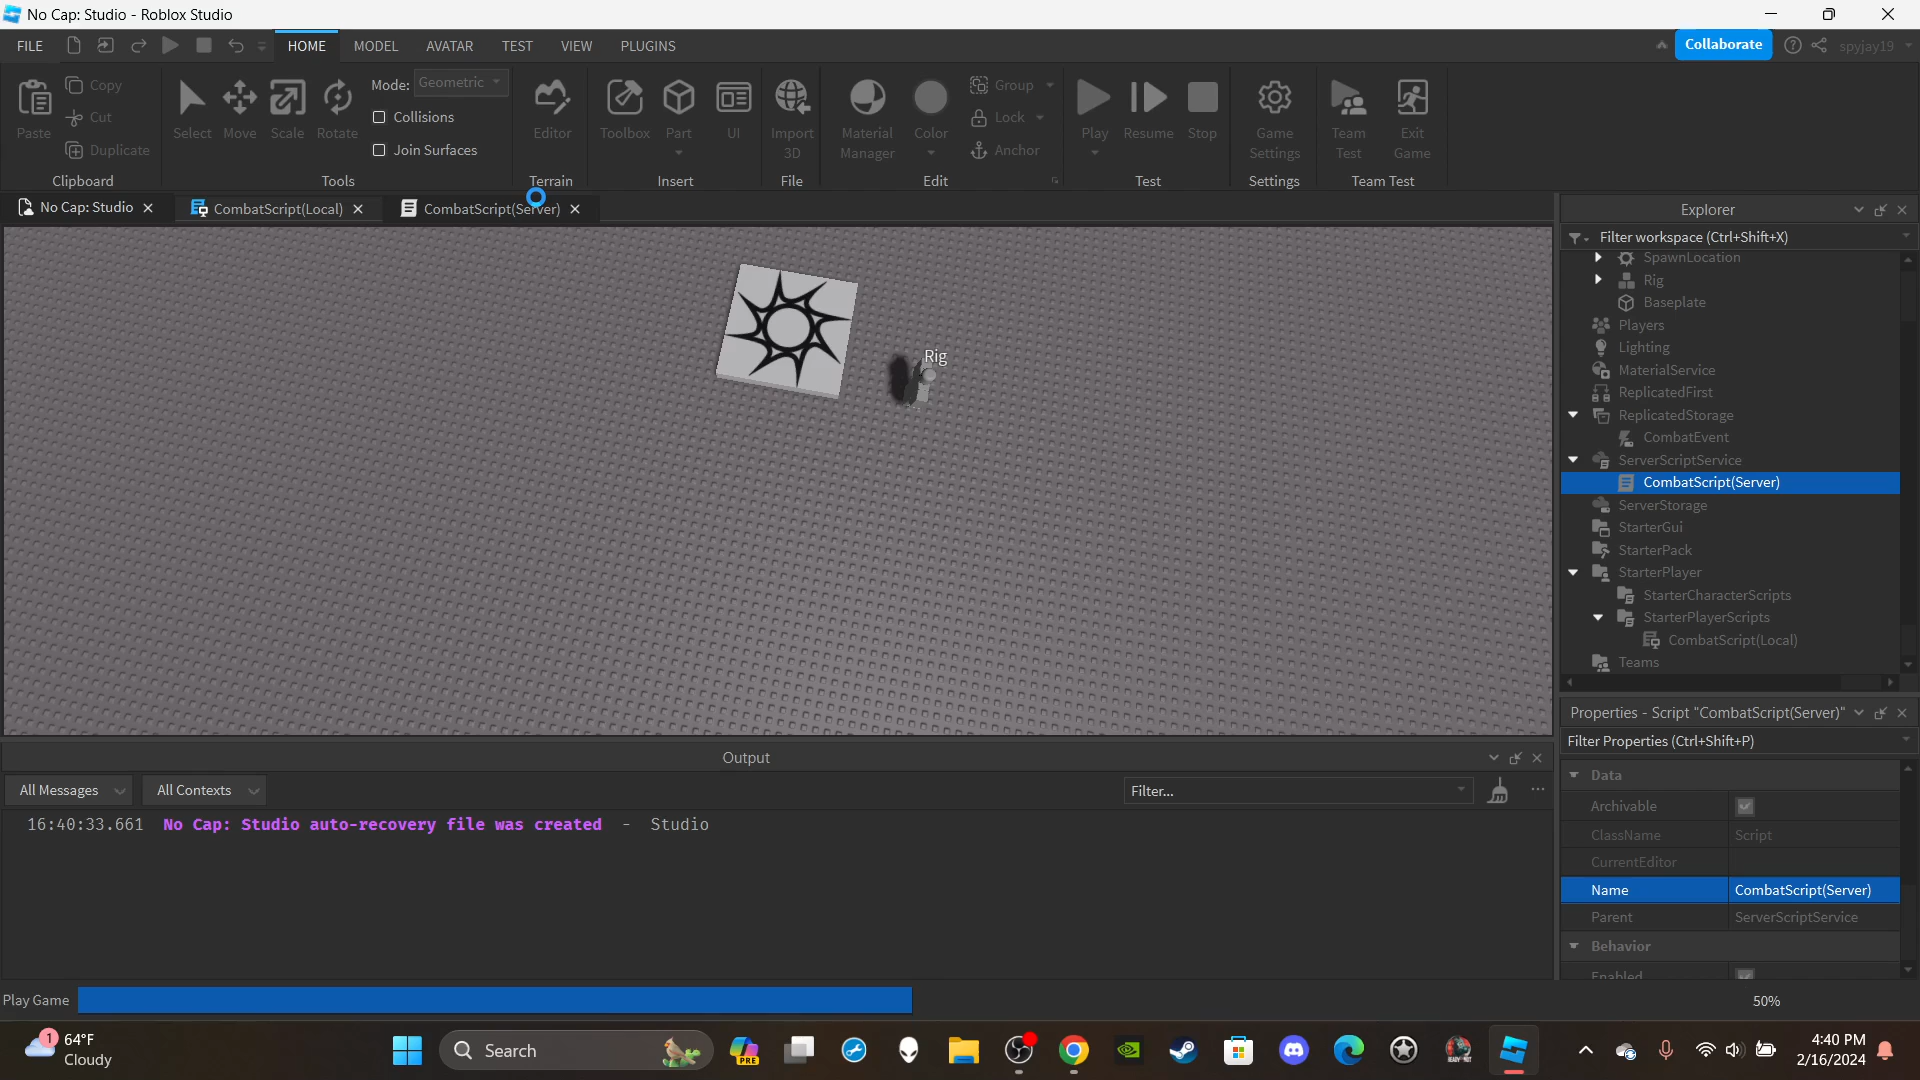 No Cap: Studio - Roblox Studio
FILE HOME MODEL AVATAR TEST VIEW PLUGINS Collaborate spyjay19
Paste Copy Cut Duplicate
Clipboard
Select Move Scale Rotate
Mode: Geometric
Collisions
Join Surfaces
Tools
Editor
Terrain
Toolbox Part UI
Insert
Import 3D
File
Material Manager Color
Group
Lock
Anchor
Edit
Play Resume Stop
Test
Game Settings
Settings
Team Test Exit Game
Team Test
No Cap: Studio CombatScript(Local) CombatScript(Server)
Rig
Explorer
Filter workspace (Ctrl+Shift+X)
SpawnLocation
Rig
Baseplate
Players
Lighting
MaterialService
ReplicatedFirst
ReplicatedStorage
CombatEvent
ServerScriptService
CombatScript(Server)
ServerStorage
StarterGui
StarterPack
StarterPlayer
StarterCharacterScripts
StarterPlayerScripts
CombatScript(Local)
Teams
Properties - Script "CombatScript(Server)"
Filter Properties (Ctrl+Shift+P)
Data
Archivable
ClassName Script
CurrentEditor
Name CombatScript(Server)
Parent ServerScriptService
Behavior
Enabled
Output
All Messages All Contexts Filter... ...
16:40:33.661 No Cap: Studio auto-recovery file was created - Studio
Play Game 50%
1
64°F
Cloudy
Search
PRE
4:40 PM
2/16/2024